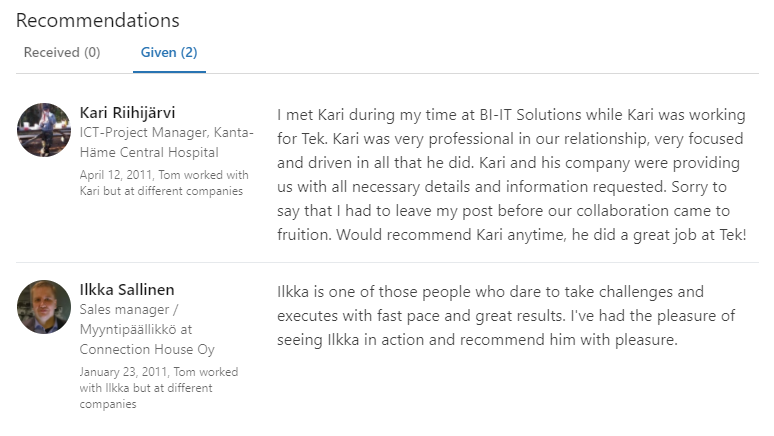 Recommendations
Received (0)
Given (2)
Kari Riihijärvi
ICT-Project Manager, Kanta-
Häme Central Hospital
April 12, 2011, Tom worked with
Kari but at different companies
I met Kari during my time at BI-IT Solutions while Kari was working
for Tek. Kari was very professional in our relationship, very focused
and driven in all that he did. Kari and his company were providing
us with all necessary details and information requested. Sorry to
say that I had to leave my post before our collaboration came to
fruition. Would recommend Kari anytime, he did a great job at Tek!
Ilkka Sallinen
Sales manager /
Myyntipäällikkö at
Connection House Oy
January 23, 2011, Tom worked
with Ilkka but at different
companies
Ilkka is one of those people who dare to take challenges and
executes with fast pace and great results. I've had the pleasure of
seeing Ilkka in action and recommend him with pleasure.